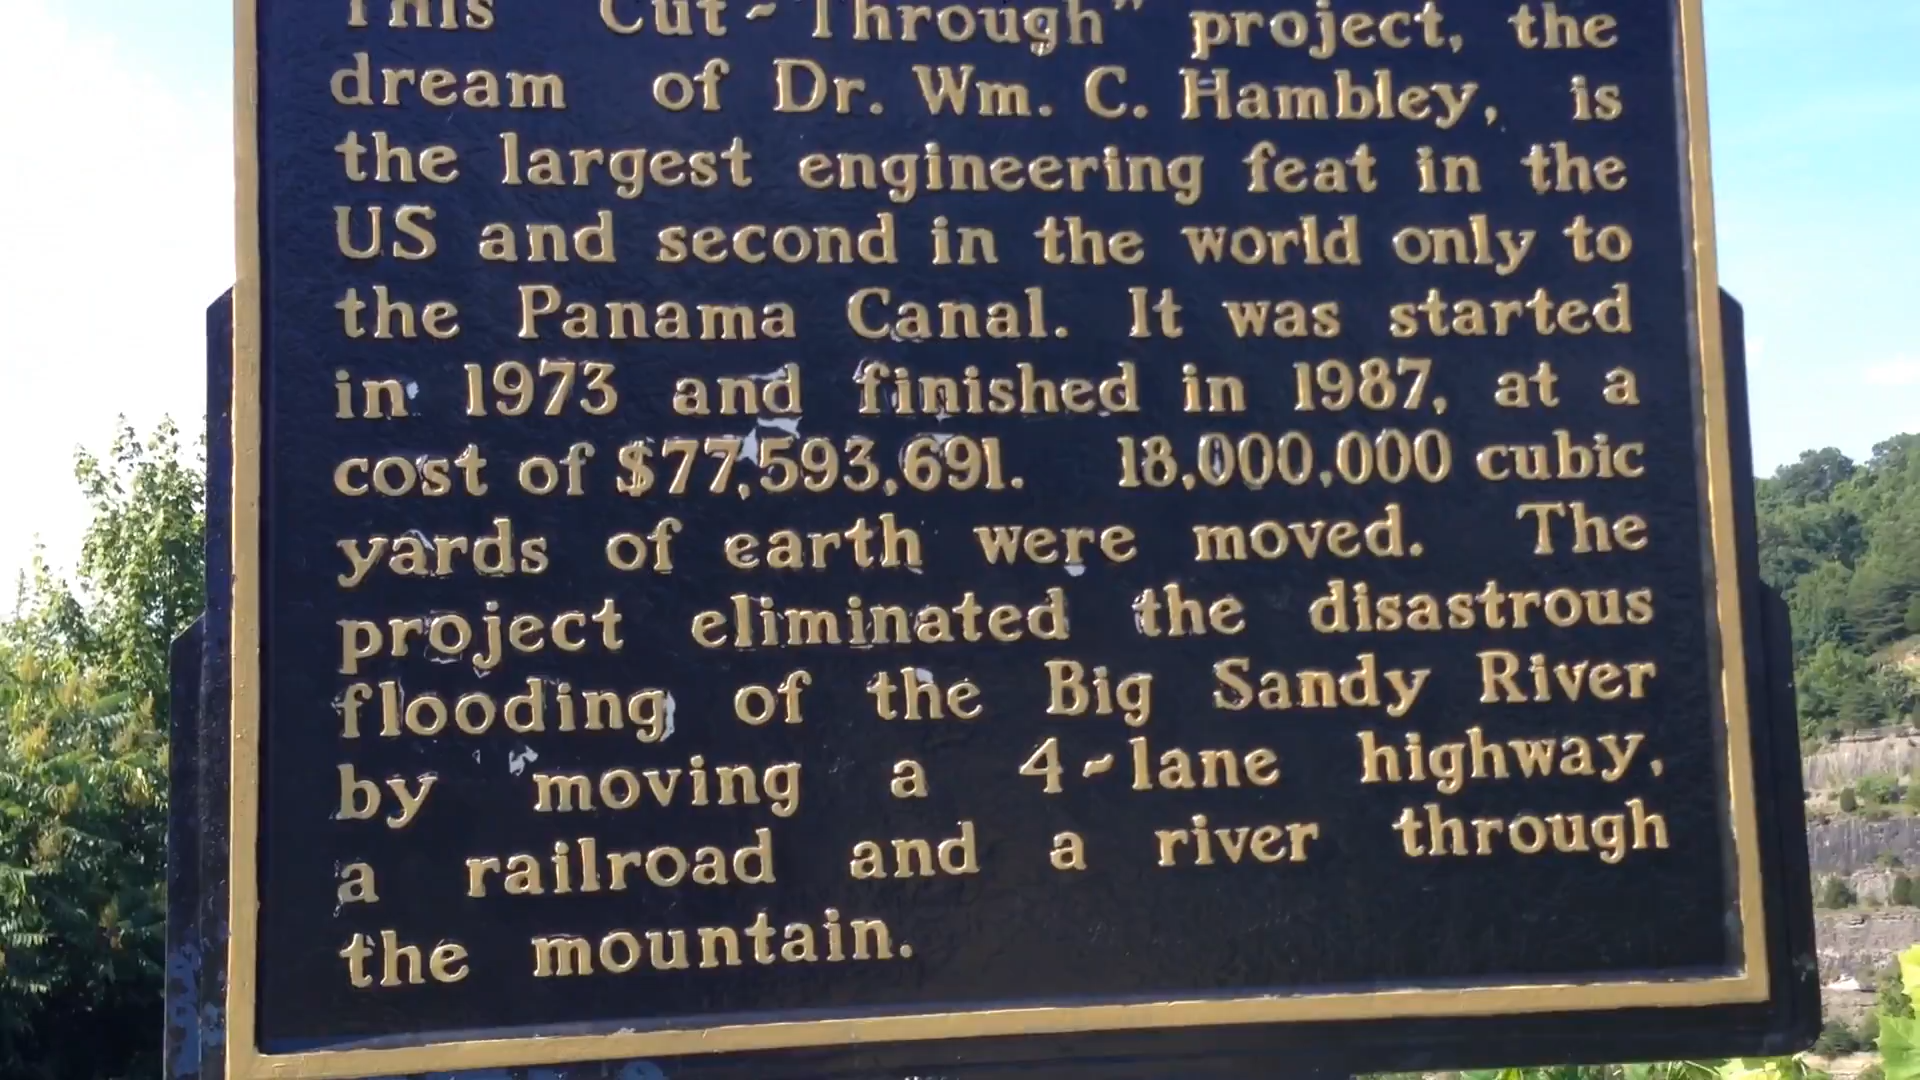 This "Cut-Through" project, the
dream of Dr. Wm. C. Hambley, is
the largest engineering feat in the
US and second in the world only to
the Panama Canal. It was started
in 1973 and finished in 1987, at a
cost of $77,593,691. 18,000,000 cubic
yards of earth were moved. The
project eliminated the disastrous
flooding of the Big Sandy River
by moving a 4-lane highway,
a railroad and a river through
the mountain.